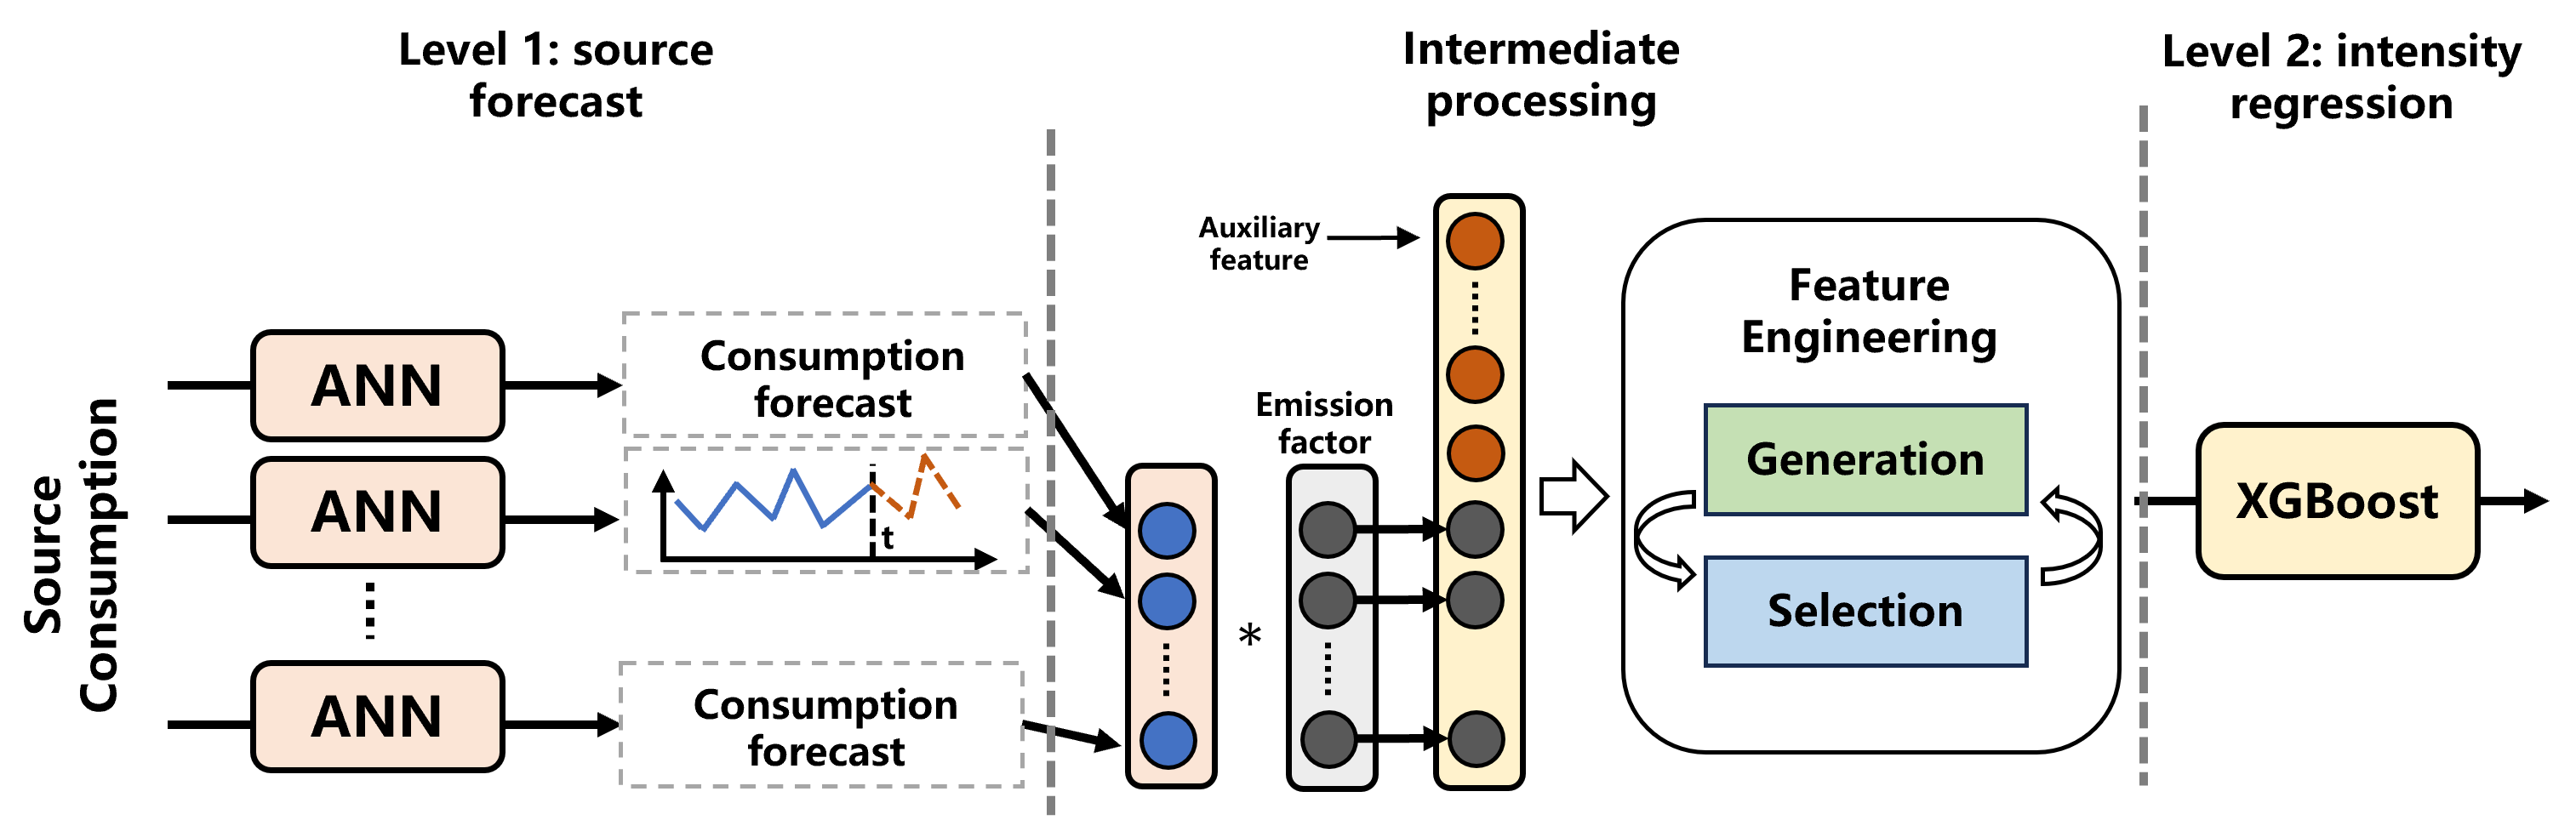 Level 1: source
forecast
Intermediate
processing
Level 2: intensity
regression
Source
Consumption
ANN
ANN
ANN
Consumption
forecast
t
Consumption
forecast
Auxiliary
feature
Emission
factor
*
Feature
Engineering
Generation
Selection
XGBoost